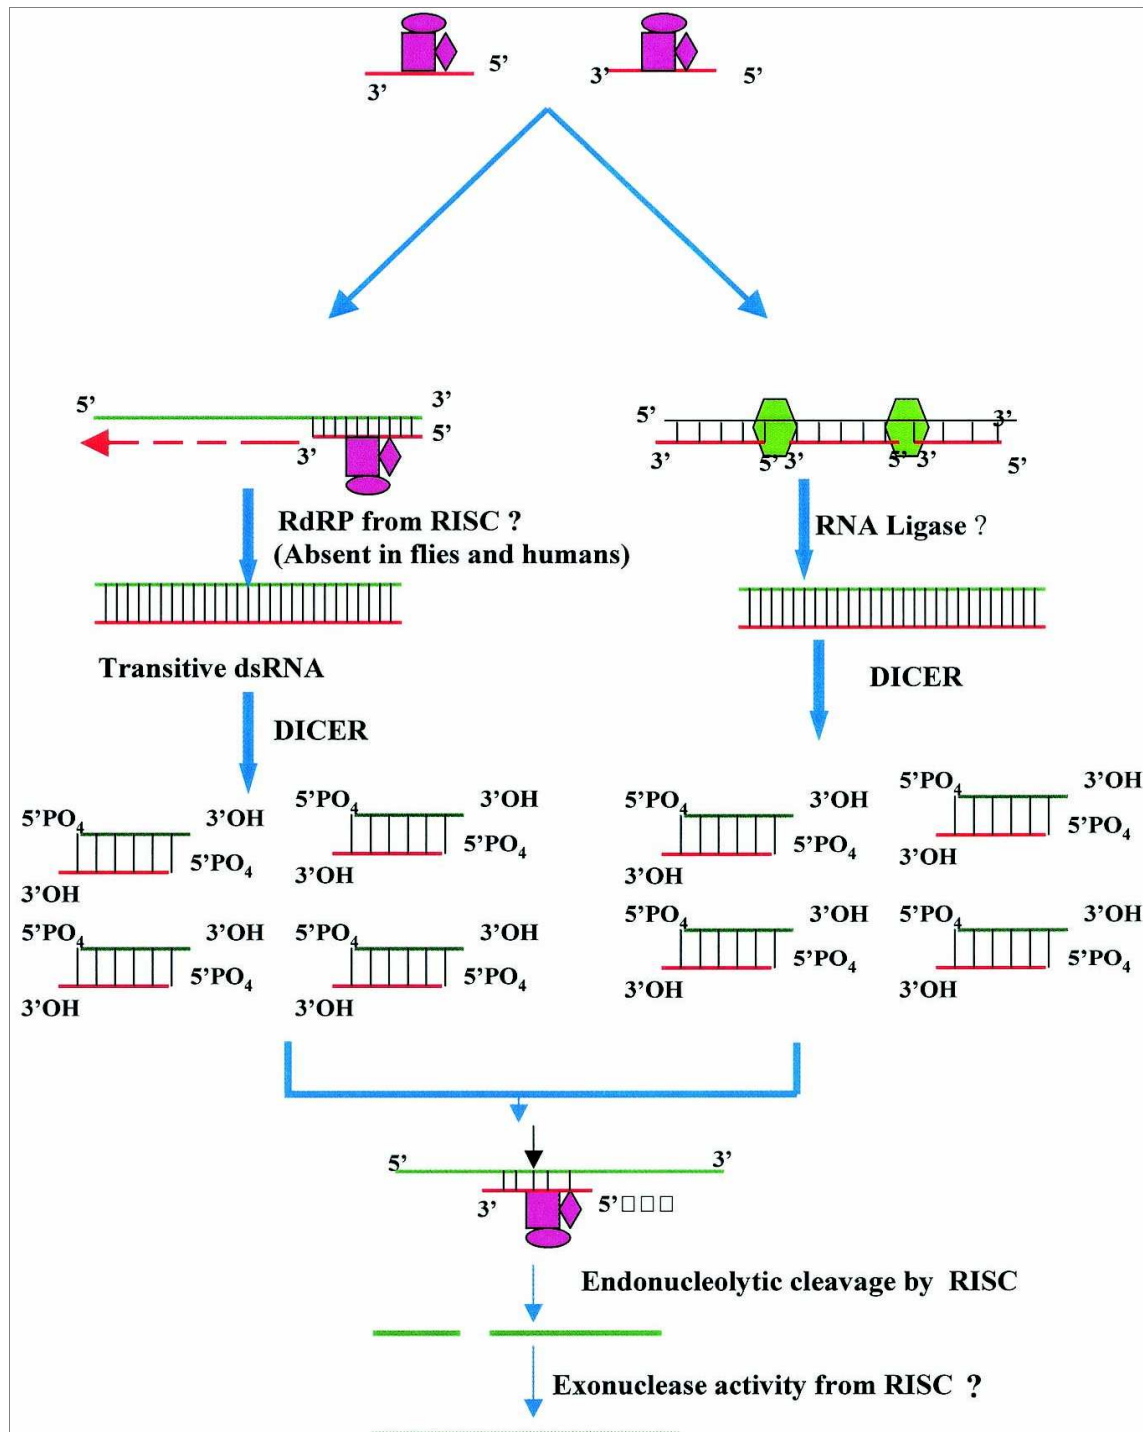 5’
3’
3’ 5’
5’ 3’
5’
3’
5’ 3’
3’ 5’ 3’ 5’ 3’ 5’
RdRP from RISC ?
(Absent in flies and humans)
RNA Ligase ?
Transitive dsRNA
DICER
DICER
5’PO4 3’OH
5’PO4
3’OH
5’PO4 3’OH
5’PO4
3’OH
5’PO4 3’OH
5’PO4
3’OH
5’PO4 3’OH
5’PO4
3’OH
5’PO4 3’OH
5’PO4
3’OH
5’PO4 3’OH
5’PO4
3’OH
5’PO4 3’OH
5’PO4
3’OH
5’PO4 3’OH
5’PO4
3’OH
5’ 3’
3’ 5’□□□
Endonucleolytic cleavage by RISC
Exonuclease activity from RISC ?